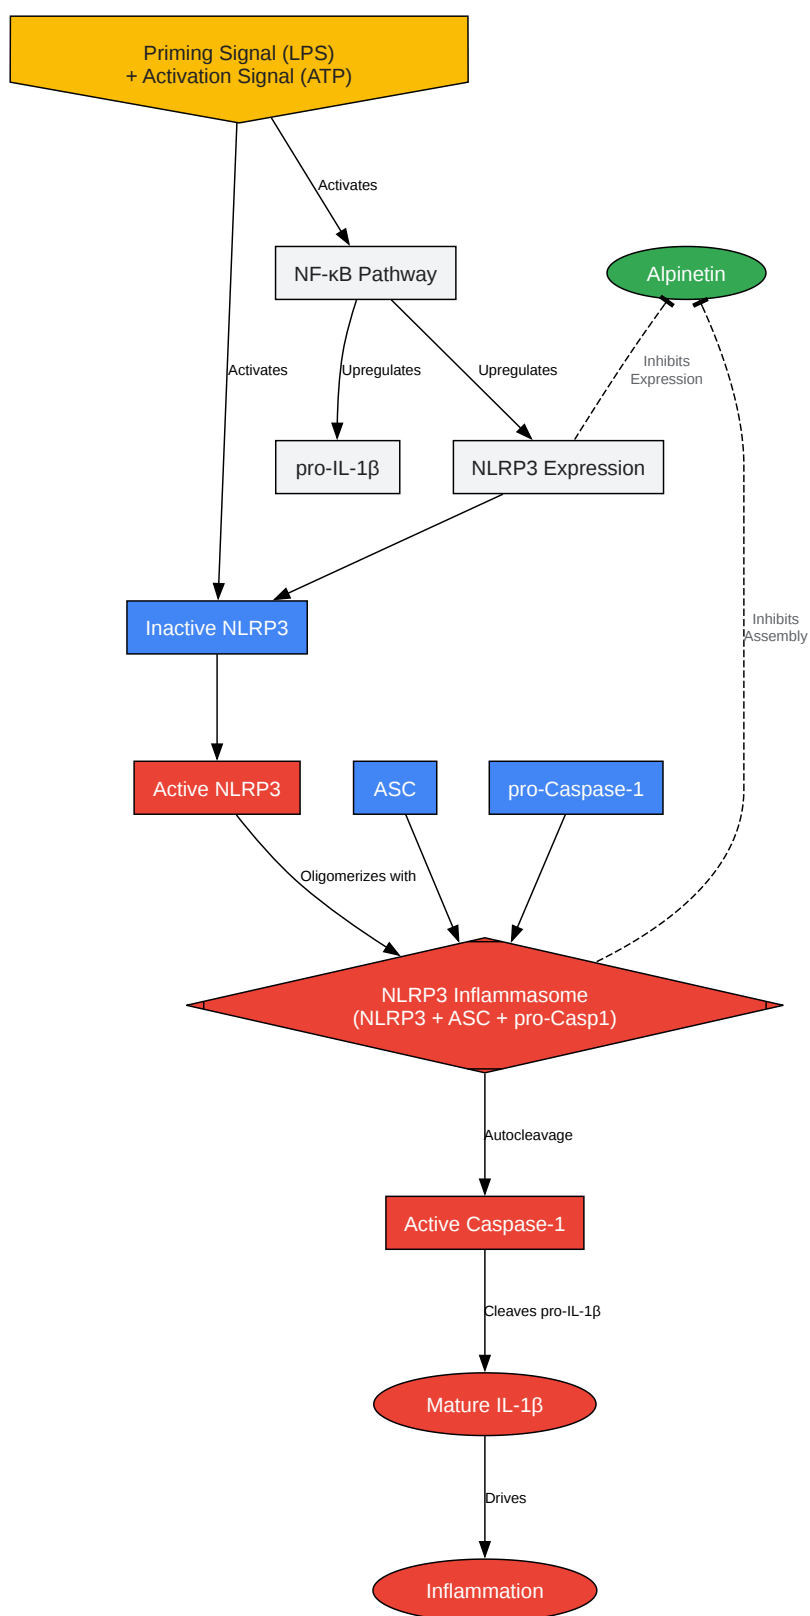 Priming Signal (LPS)
+ Activation Signal (ATP)
Activates
NF-κB Pathway
Alpinetin
Activates
Upregulates
Upregulates
Inhibits
Expression
pro-IL-1β
NLRP3 Expression
Inactive NLRP3
Inhibits
Assembly
Active NLRP3
ASC
pro-Caspase-1
Oligomerizes with
NLRP3 Inflammasome
(NLRP3 + ASC + pro-Casp1)
Autocleavage
Active Caspase-1
Cleaves pro-IL-1β
Mature IL-1β
Drives
Inflammation